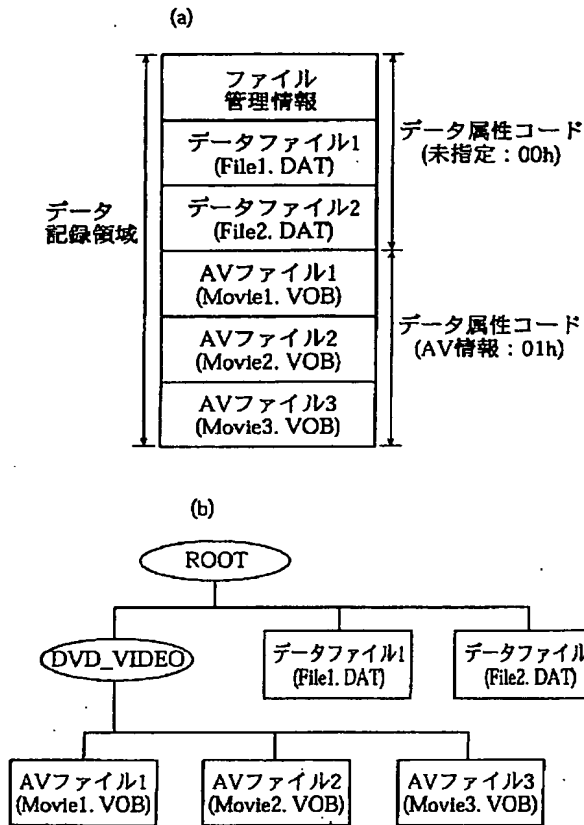 (a)
ファイル
管理情報
データファイル1
(File1. DAT)
データファイル2
(File2. DAT)
AVファイル1
(Movie1. VOB)
AVファイル2
(Movie2. VOB)
AVファイル3
(Movie3. VOB)
データ
記録領域
データ属性コード
(未指定：00h)
データ属性コード
(AV情報：01h)
(b)
ROOT
DVD_VIDEO
データファイル1
(File1. DAT)
データファイル
(File2. DAT)
AVファイル1
(Movie1. VOB)
AVファイル2
(Movie2. VOB)
AVファイル3
(Movie3. VOB)